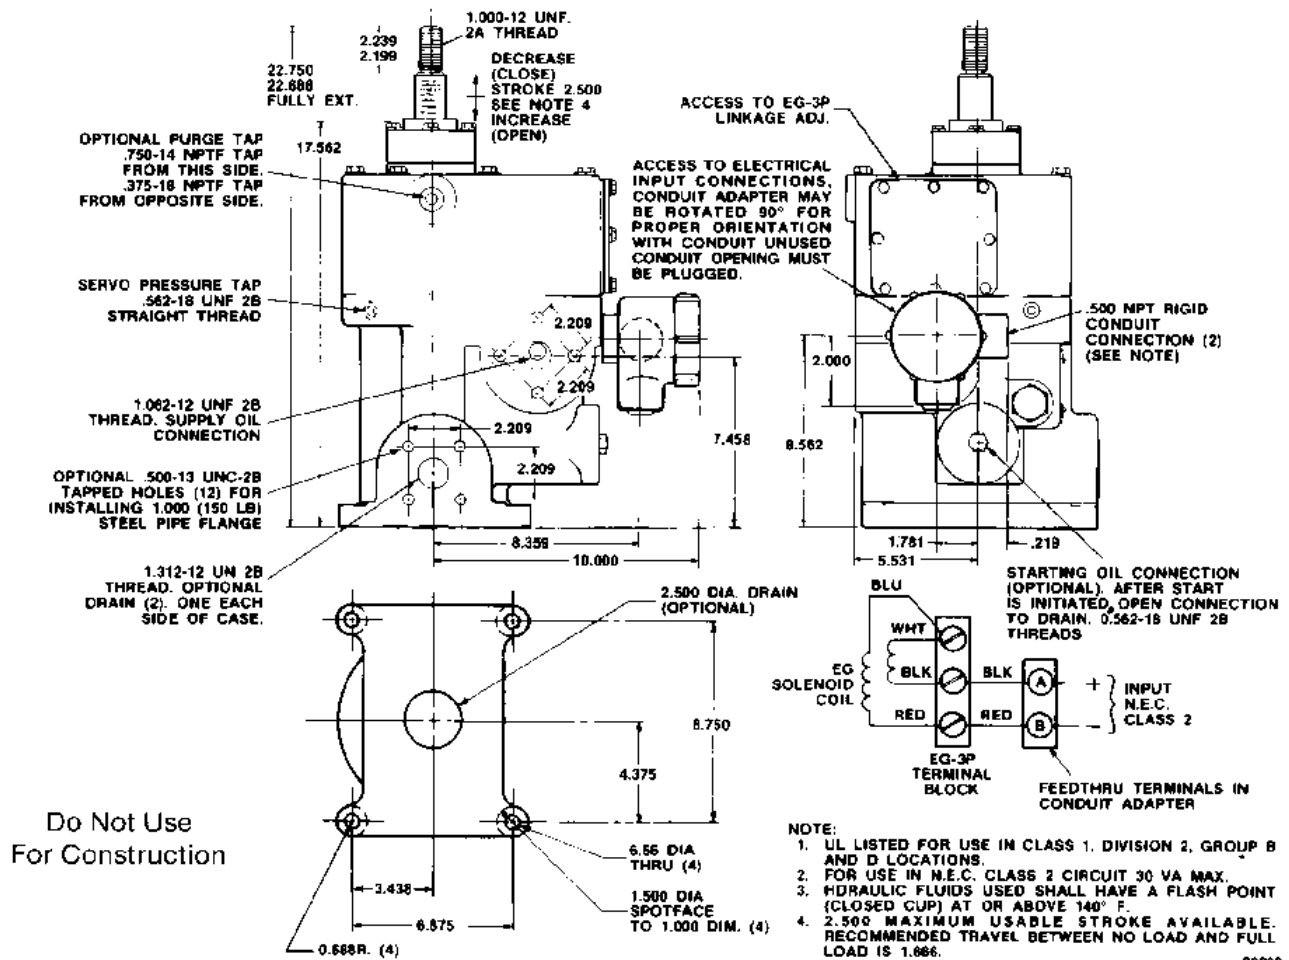 1.000-12 UNF.
2A THREAD
2.239
2.199
22.750
22.688
FULLY EXT.
DECREASE
(CLOSE)
STROKE 2.500
SEE NOTE 4
INCREASE
(OPEN)
17.562
OPTIONAL PURGE TAP
.750-14 NPTF TAP
FROM THIS SIDE.
.375-18 NPTF TAP
FROM OPPOSITE SIDE.
SERVO PRESSURE TAP
.562-18 UNF 2B
STRAIGHT THREAD
1.062-12 UNF 2B
THREAD. SUPPLY OIL
CONNECTION
OPTIONAL .500-13 UNC-2B
TAPPED HOLES (12) FOR
INSTALLING 1.000 (150 LB)
STEEL PIPE FLANGE
1.312-12 UN 2B
THREAD. OPTIONAL
DRAIN (2). ONE EACH
SIDE OF CASE.
2.209
2.209
2.209
2.209
7.458
8.359
10.000
ACCESS TO EG-3P
LINKAGE ADJ.
ACCESS TO ELECTRICAL
INPUT CONNECTIONS,
CONDUIT ADAPTER MAY
BE ROTATED 90° FOR
PROPER ORIENTATION
WITH CONDUIT UNUSED
CONDUIT OPENING MUST
BE PLUGGED.
.500 NPT RIGID
CONDUIT
CONNECTION (2)
(SEE NOTE)
2.000
8.562
1.781
.219
5.531
STARTING OIL CONNECTION
(OPTIONAL). AFTER START
IS INITIATED, OPEN CONNECTION
TO DRAIN. 0.562-18 UNF 2B
THREADS
2.500 DIA. DRAIN
(OPTIONAL)
8.750
4.375
6.56 DIA
THRU (4)
1.500 DIA
SPOTFACE
TO 1.000 DIM. (4)
3.438
6.875
0.688R. (4)
BLU
WHT
BLK
BLK
RED
RED
EG
SOLENOID
COIL
A
B
+
−
INPUT
N.E.C.
CLASS 2
EG-3P
TERMINAL
BLOCK
FEEDTHRU TERMINALS IN
CONDUIT ADAPTER
Do Not Use
For Construction
NOTE:
1. UL LISTED FOR USE IN CLASS 1, DIVISION 2, GROUP B
AND D LOCATIONS.
2. FOR USE IN N.E.C. CLASS 2 CIRCUIT 30 VA MAX.
3. HDRAULIC FLUIDS USED SHALL HAVE A FLASH POINT
(CLOSED CUP) AT OR ABOVE 140° F.
4. 2.500 MAXIMUM USABLE STROKE AVAILABLE.
RECOMMENDED TRAVEL BETWEEN NO LOAD AND FULL
LOAD IS 1.666.